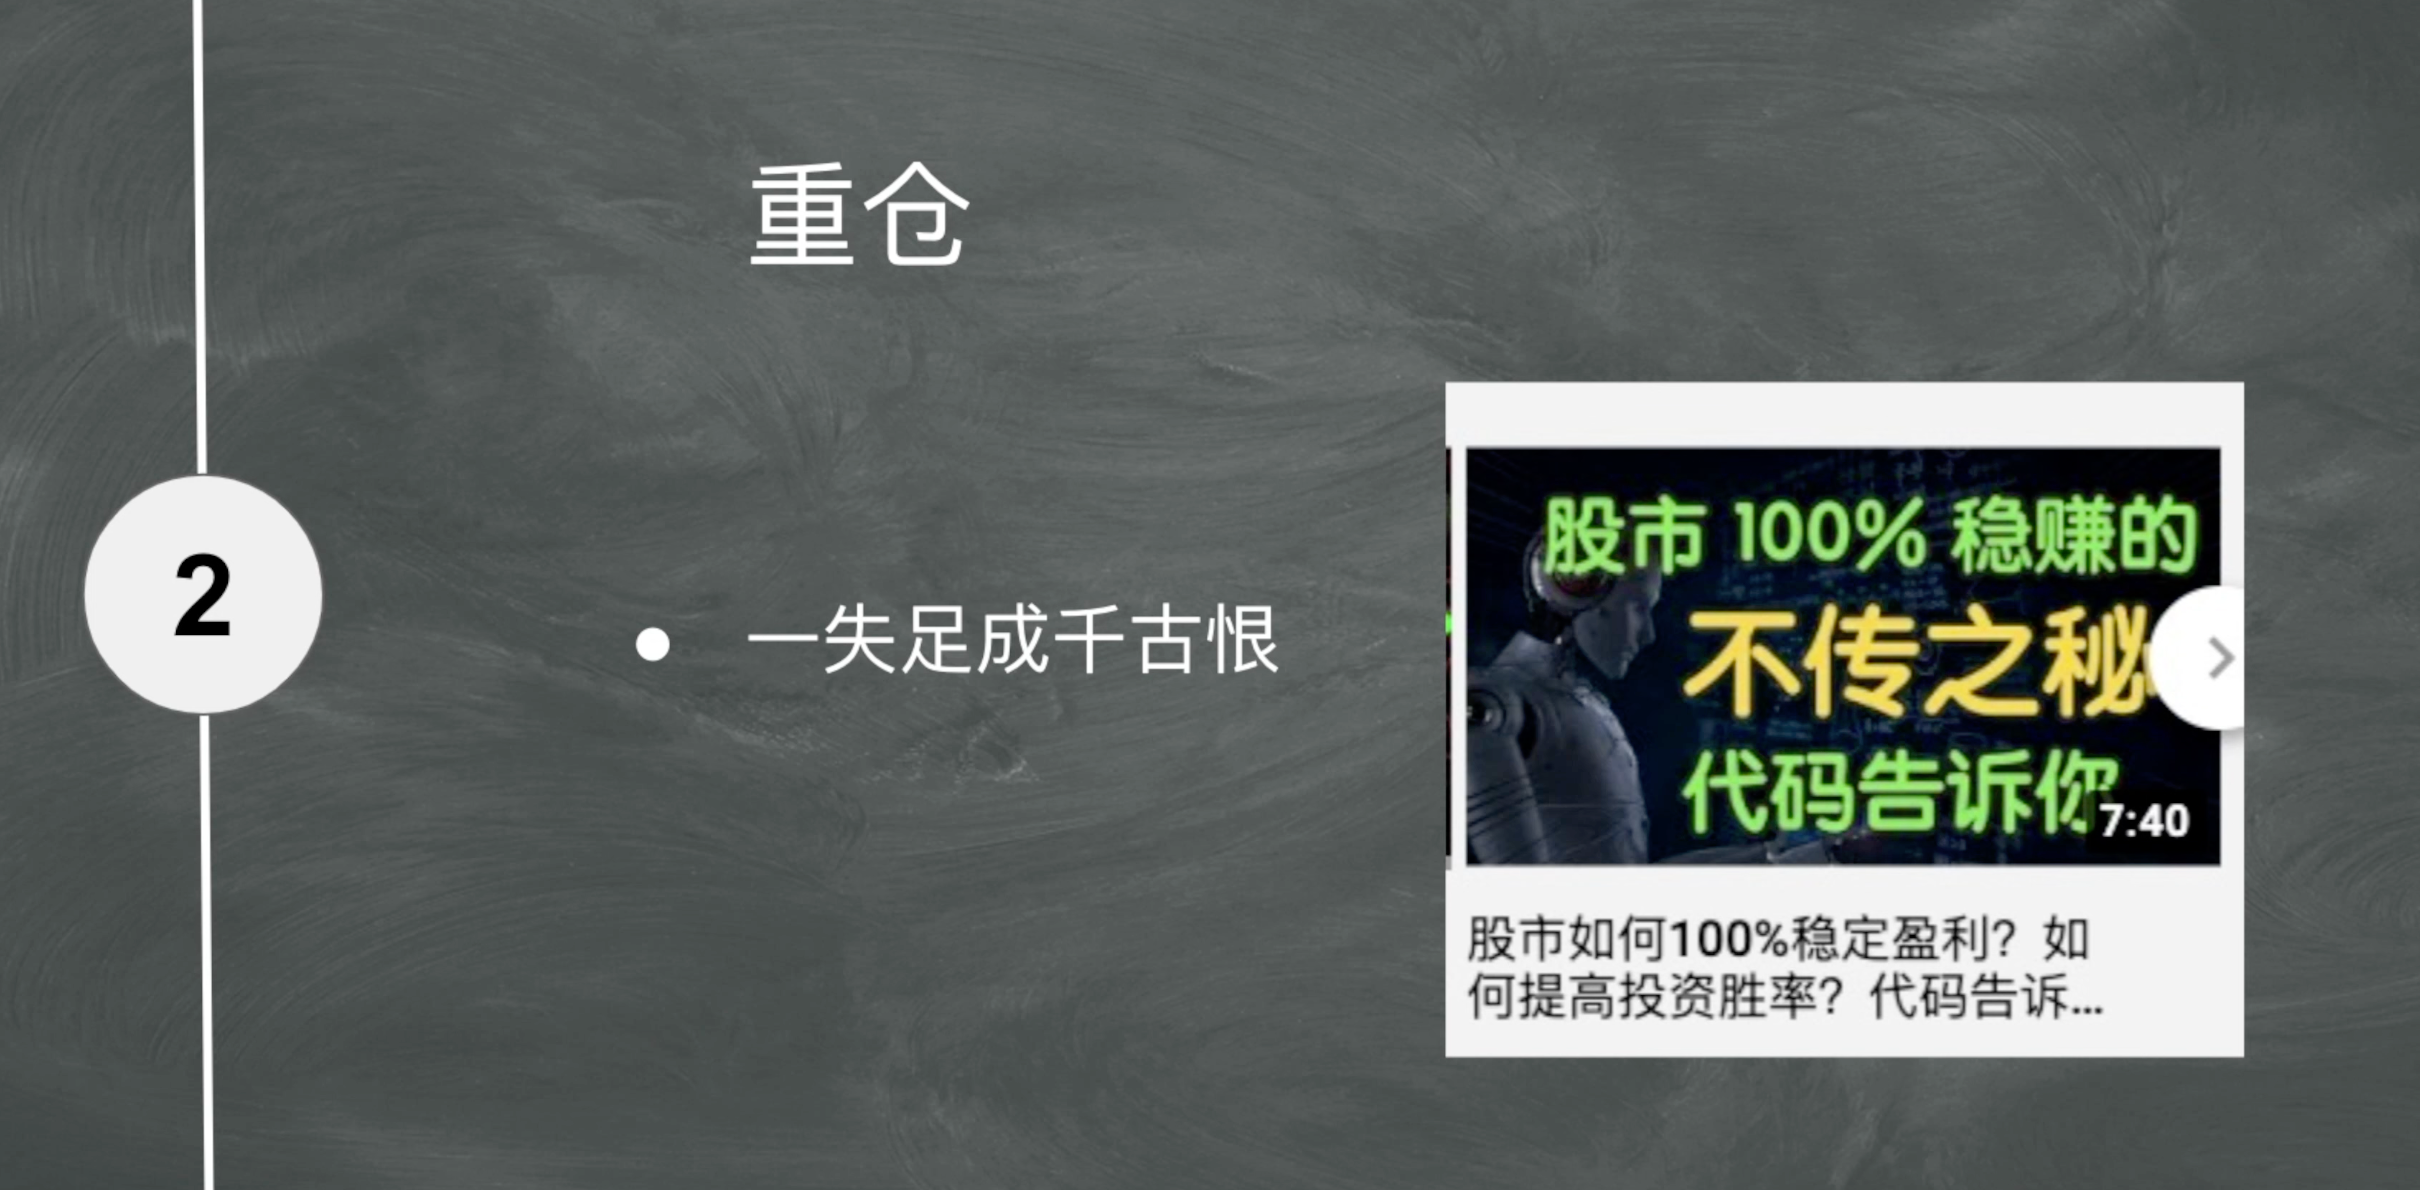 重仓
2
一失足成千古恨
股市 100% 稳赚的
不传之秘
代码告诉你
7:40
股市如何100%稳定盈利？如
何提高投资胜率？代码告诉...